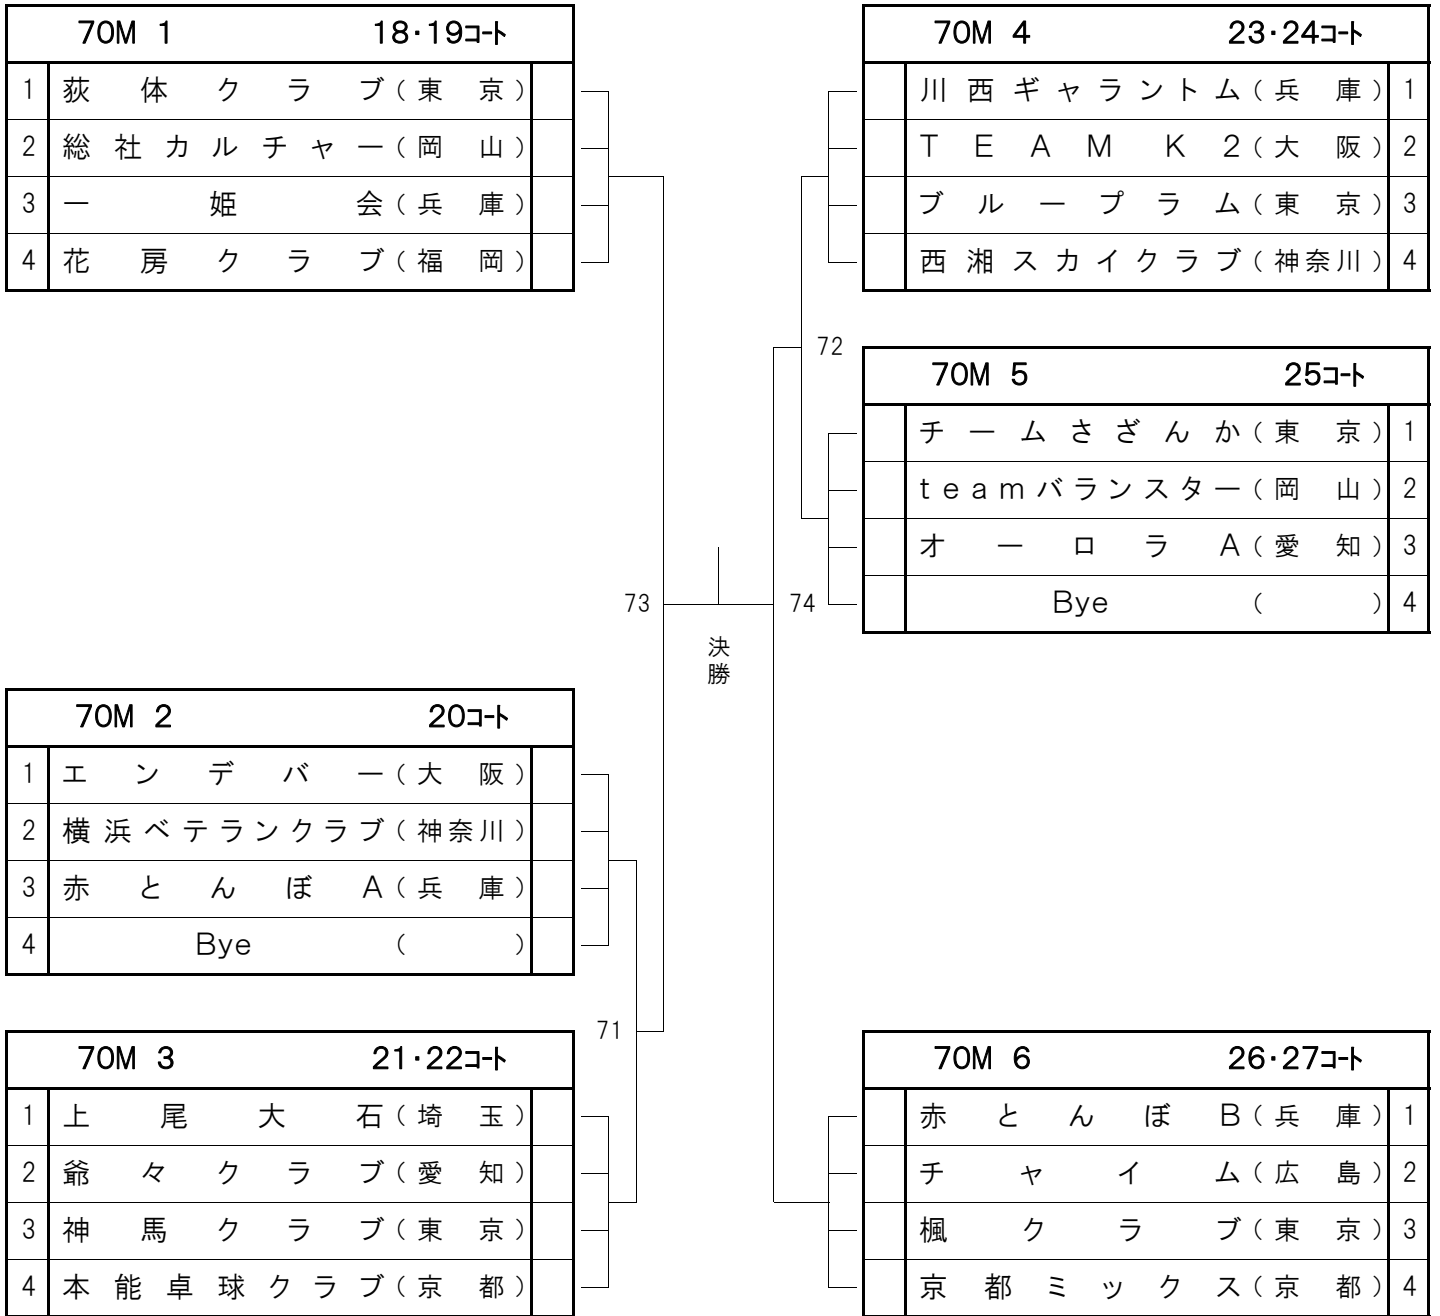 70M 1 18・19コート
1 荻体クラブ(東京)
2 総社カルチャー(岡山)
3 一姫会(兵庫)
4 花房クラブ(福岡)
70M 4 23・24コート
川西ギャラントム(兵庫) 1
TEAM K2(大阪) 2
ブループラム(東京) 3
西湘スカイクラブ(神奈川) 4
72
70M 5 25コート
チームさざんか(東京) 1
teamバランスター(岡山) 2
オーロラA(愛知) 3
Bye ( ) 4
73
74
決勝
70M 2 20コート
1 エンデバー(大阪)
2 横浜ベテランクラブ(神奈川)
3 赤とんぼA(兵庫)
4 Bye ( )
71
70M 3 21・22コート
1 上尾大石(埼玉)
2 爺々クラブ(愛知)
3 神馬クラブ(東京)
4 本能卓球クラブ(京都)
70M 6 26・27コート
赤とんぼB(兵庫) 1
チャイム(広島) 2
楓クラブ(東京) 3
京都ミックス(京都) 4